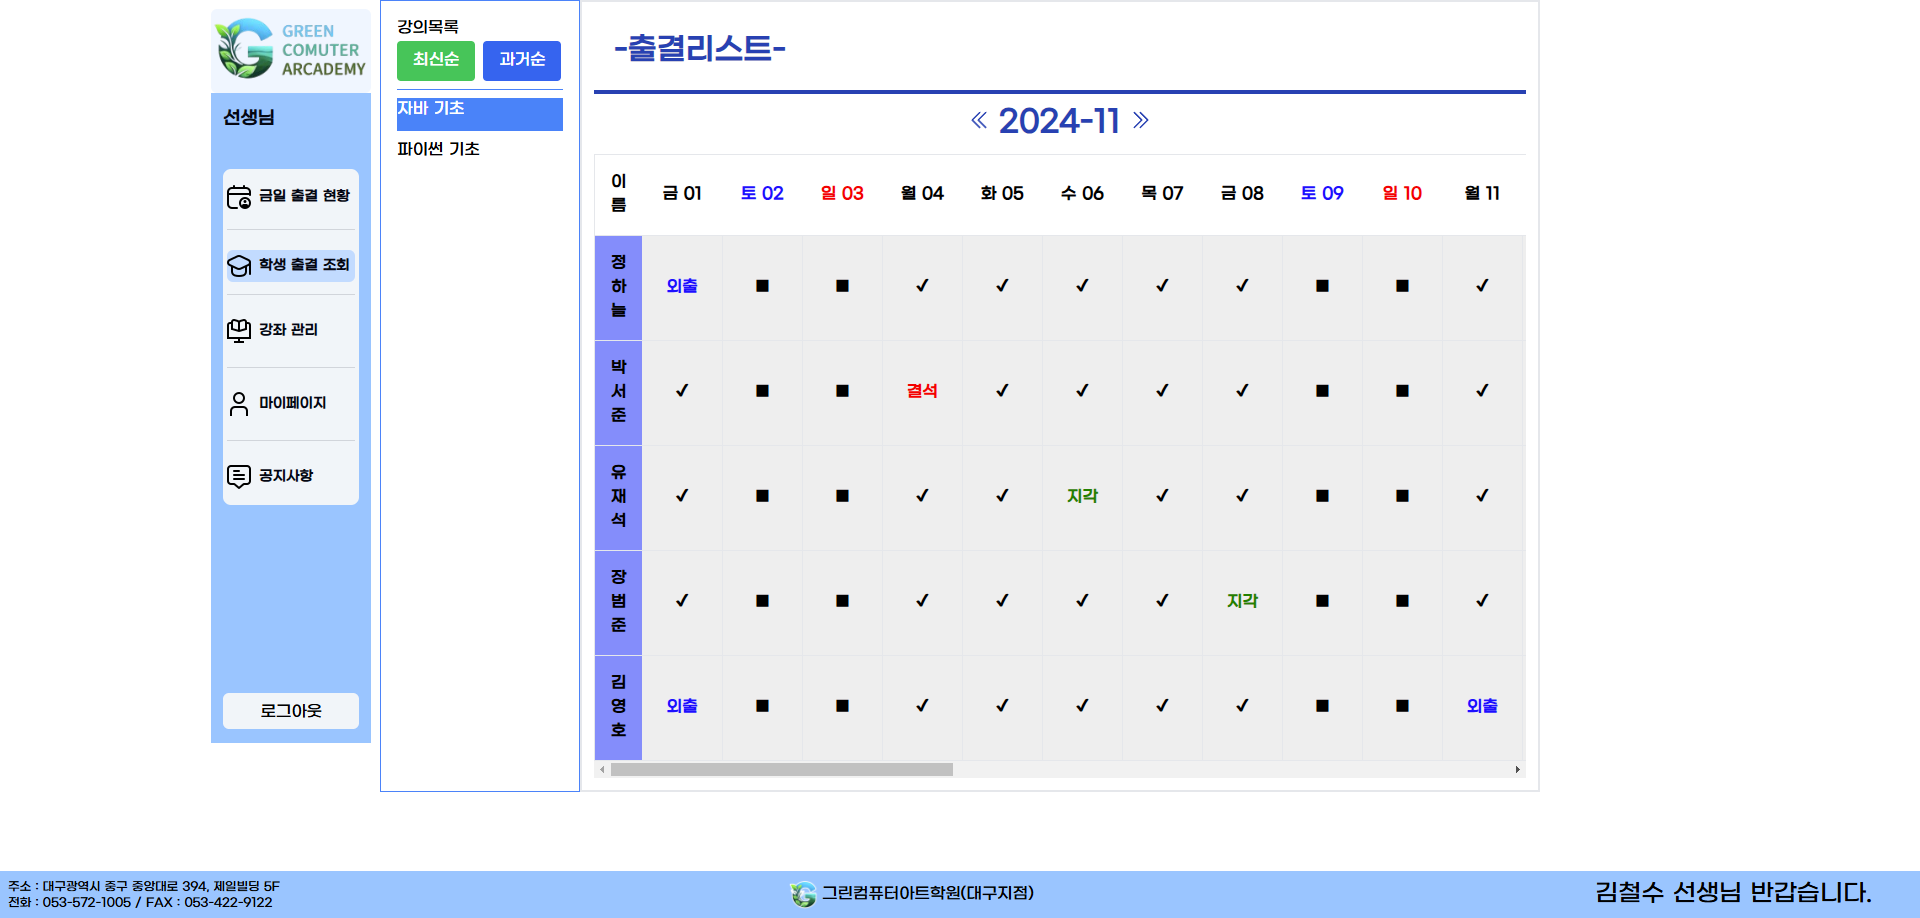 GREEN
COMUTER
ARCADEMY
선생님
금일 출결 현황
학생 출결 조회
강좌 관리
마이페이지
공지사항
로그아웃
강의목록
최신순 과거순
자바 기초
파이썬 기초
-출결리스트-
« 2024-11 »
이름 금 01 토 02 일 03 월 04 화 05 수 06 목 07 금 08 토 09 일 10 월 11
정하늘 외출 ■ ■ ✔ ✔ ✔ ✔ ✔ ■ ■ ✔
박서준 ✔ ■ ■ 결석 ✔ ✔ ✔ ✔ ■ ■ ✔
유재석 ✔ ■ ■ ✔ ✔ 지각 ✔ ✔ ■ ■ ✔
장범준 ✔ ■ ■ ✔ ✔ ✔ ✔ 지각 ■ ■ ✔
김영호 외출 ■ ■ ✔ ✔ ✔ ✔ ✔ ■ ■ 외출
주소 : 대구광역시 중구 중앙대로 394, 제일빌딩 5F
전화 : 053-572-1005 / FAX : 053-422-9122
그린컴퓨터아트학원(대구지점)
김철수 선생님 반갑습니다.